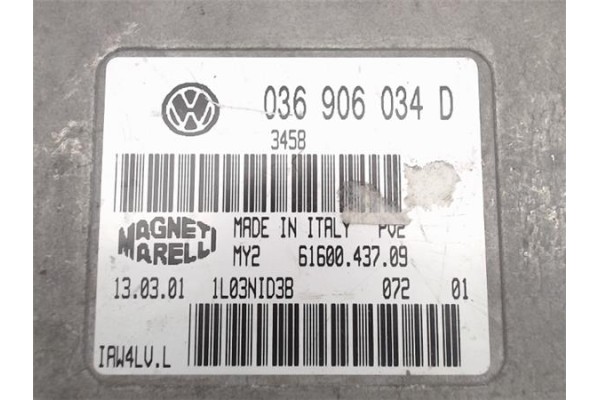 036 906 034 D
3458
MAGNETI MARELLI
MADE IN ITALY PV2
MY2 61600.437.09
13.03.01 1L03NID3B 072 01
IAW4LV.L